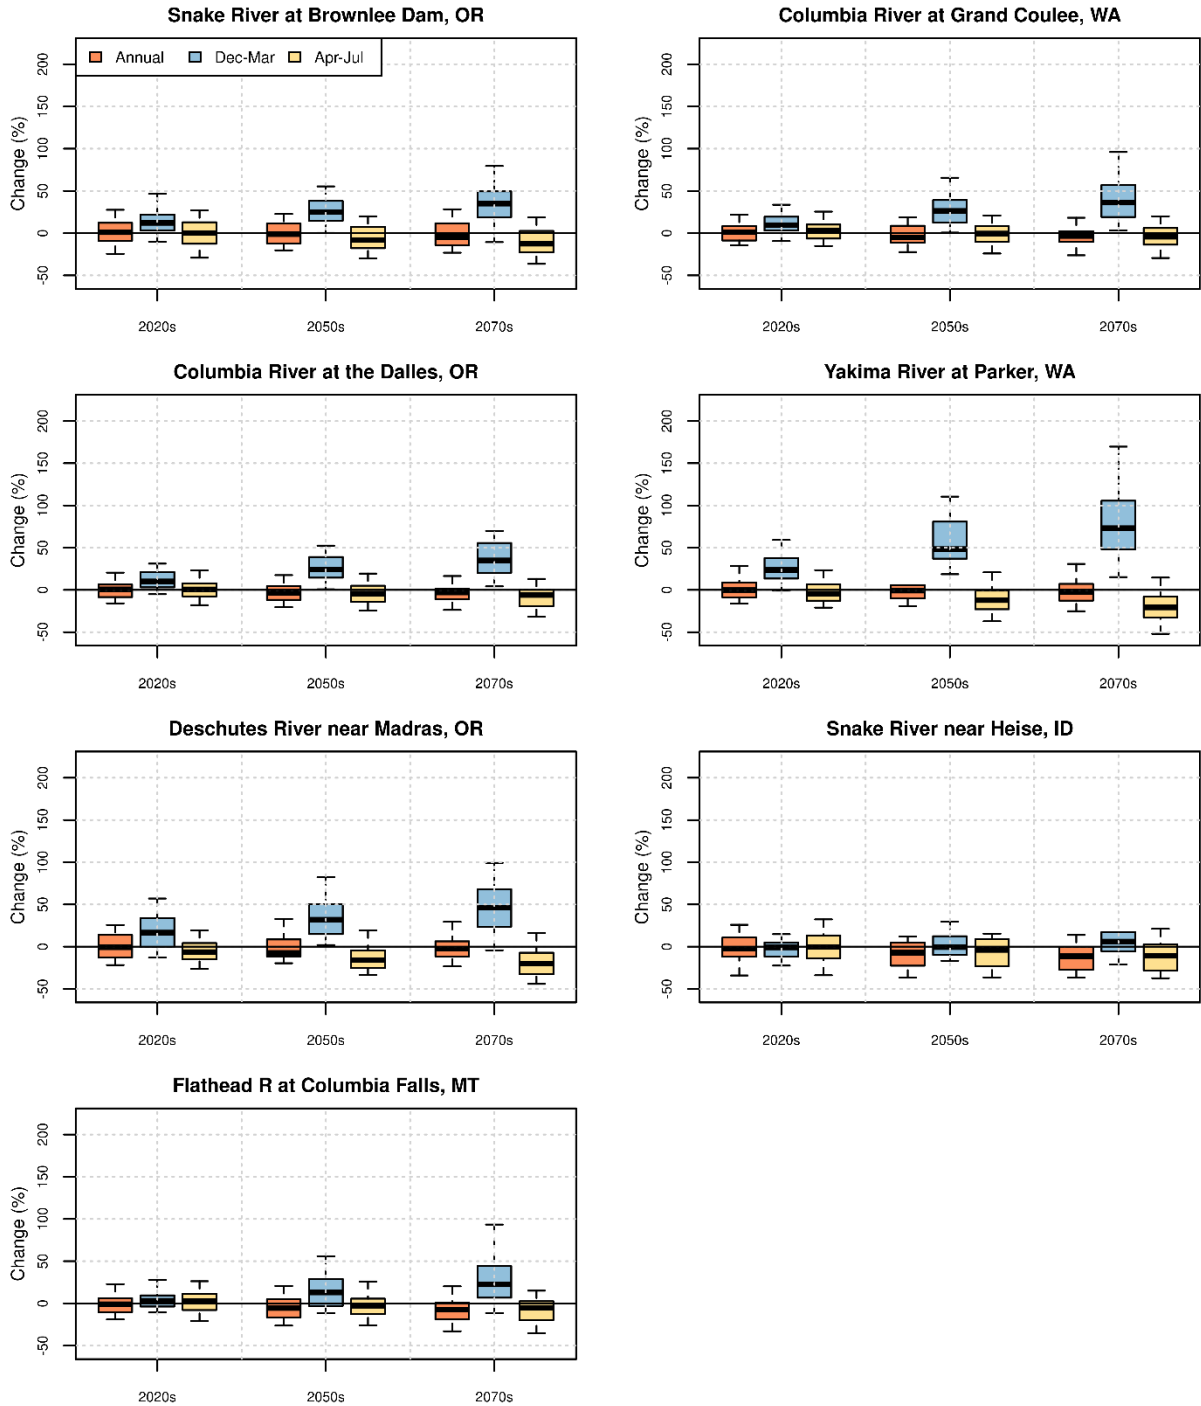 Snake River at Brownlee Dam, OR
Annual Dec-Mar Apr-Jul
Change (%)
200
150
100
50
0
-50
2020s 2050s 2070s
Columbia River at Grand Coulee, WA
Change (%)
200
150
100
50
0
-50
2020s 2050s 2070s
Columbia River at the Dalles, OR
Change (%)
200
150
100
50
0
-50
2020s 2050s 2070s
Yakima River at Parker, WA
Change (%)
200
150
100
50
0
-50
2020s 2050s 2070s
Deschutes River near Madras, OR
Change (%)
200
150
100
50
0
-50
2020s 2050s 2070s
Snake River near Heise, ID
Change (%)
200
150
100
50
0
-50
2020s 2050s 2070s
Flathead R at Columbia Falls, MT
Change (%)
200
150
100
50
0
-50
2020s 2050s 2070s